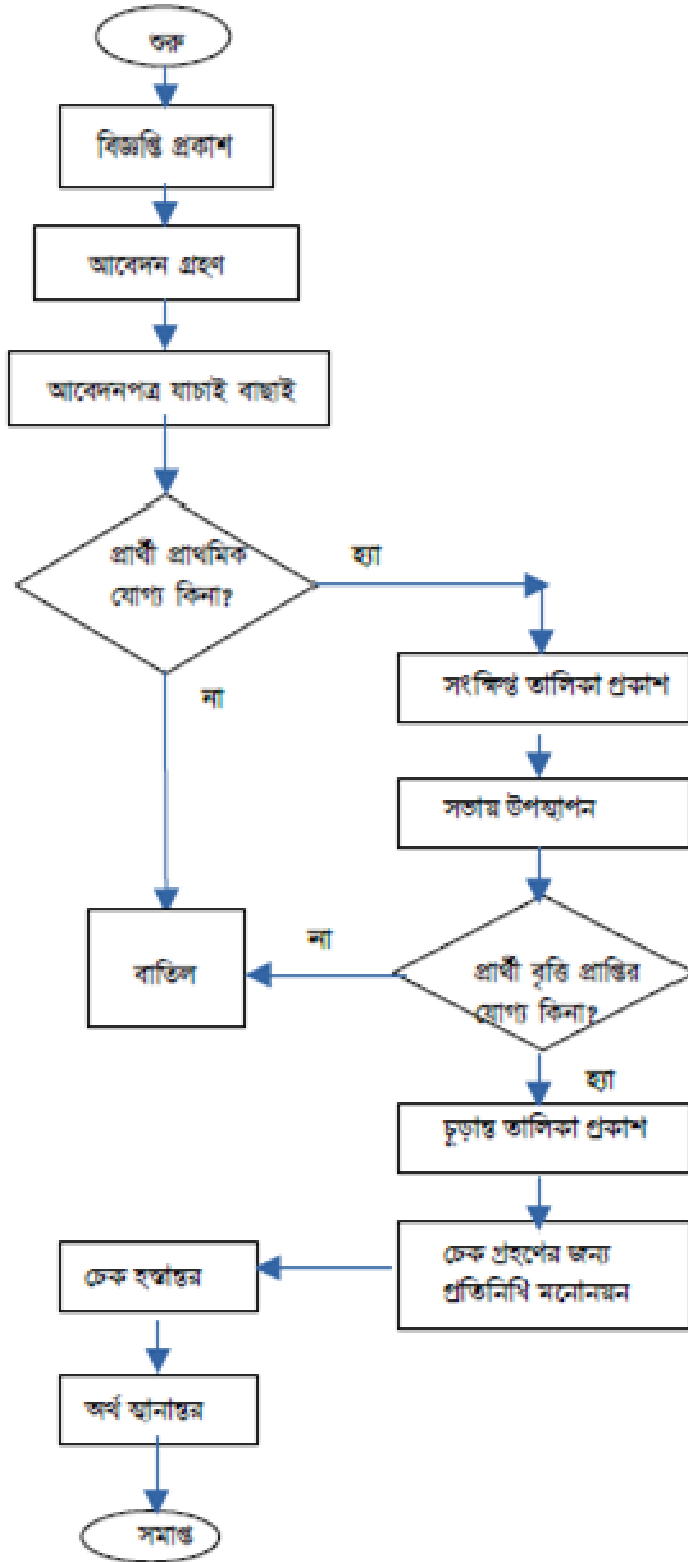 শুরু
বিজ্ঞপ্তি প্রকাশ
আবেদন গ্রহণ
আবেদনপত্র যাচাই বাছাই
প্রার্থী প্রাথমিক
যোগ্য কিনা?
হ্যা
না
সংক্ষিপ্ত তালিকা প্রকাশ
সভায় উপস্থাপন
প্রার্থী বৃত্তি প্রাপ্তির
যোগ্য কিনা?
না
বাতিল
হ্যা
চূড়ান্ত তালিকা প্রকাশ
চেক গ্রহণের জন্য
প্রতিনিধি মনোনয়ন
চেক হস্তান্তর
অর্থ স্থানান্তর
সমাপ্ত